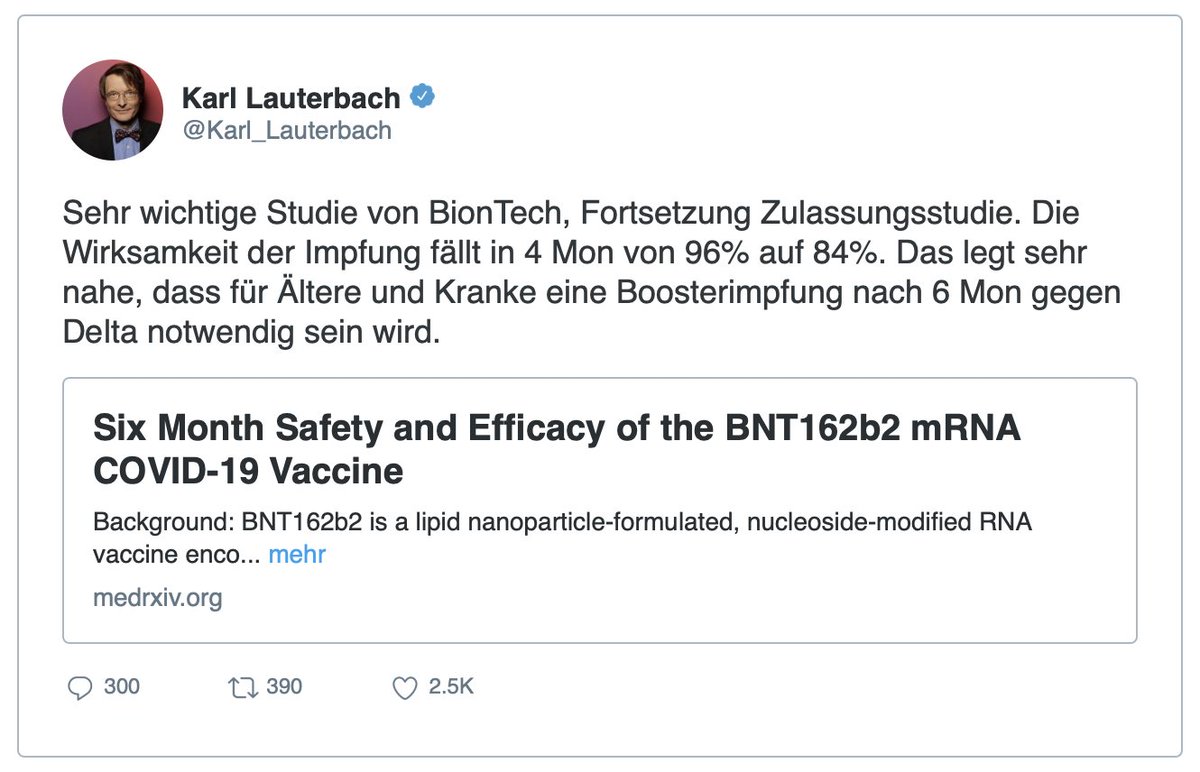 Karl Lauterbach
@Karl_Lauterbach
Sehr wichtige Studie von BionTech, Fortsetzung Zulassungsstudie. Die
Wirksamkeit der Impfung fällt in 4 Mon von 96% auf 84%. Das legt sehr
nahe, dass für Ältere und Kranke eine Boosterimpfung nach 6 Mon gegen
Delta notwendig sein wird.
Six Month Safety and Efficacy of the BNT162b2 mRNA
COVID-19 Vaccine
Background: BNT162b2 is a lipid nanoparticle-formulated, nucleoside-modified RNA
vaccine enco... mehr
medrxiv.org
300 390 2.5K